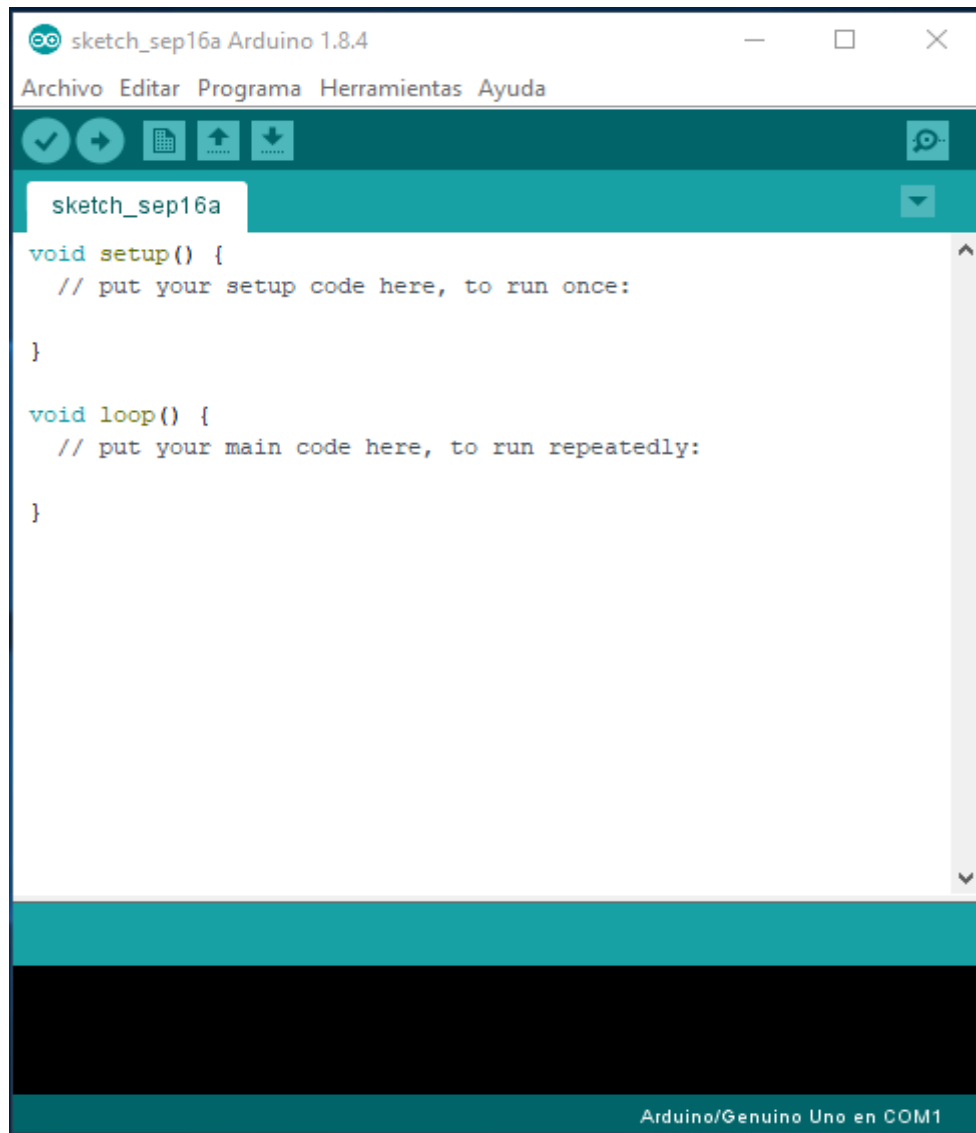 sketch_sep16a Arduino 1.8.4
Archivo Editar Programa Herramientas Ayuda
sketch_sep16a
void setup() {
  // put your setup code here, to run once:
}
void loop() {
  // put your main code here, to run repeatedly:
}
Arduino/Genuino Uno en COM1